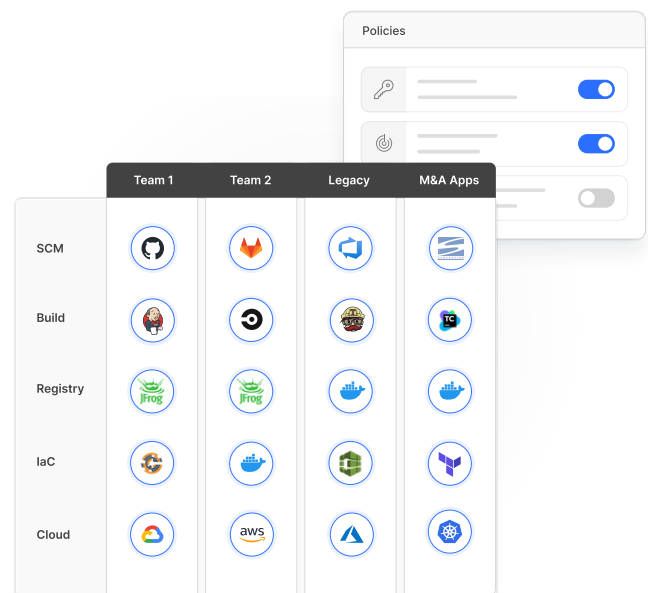 Policies
Team 1 Team 2 Legacy M&A Apps
SCM
Build
TC
Registry
JFrog JFrog
IaC
Cloud
aws